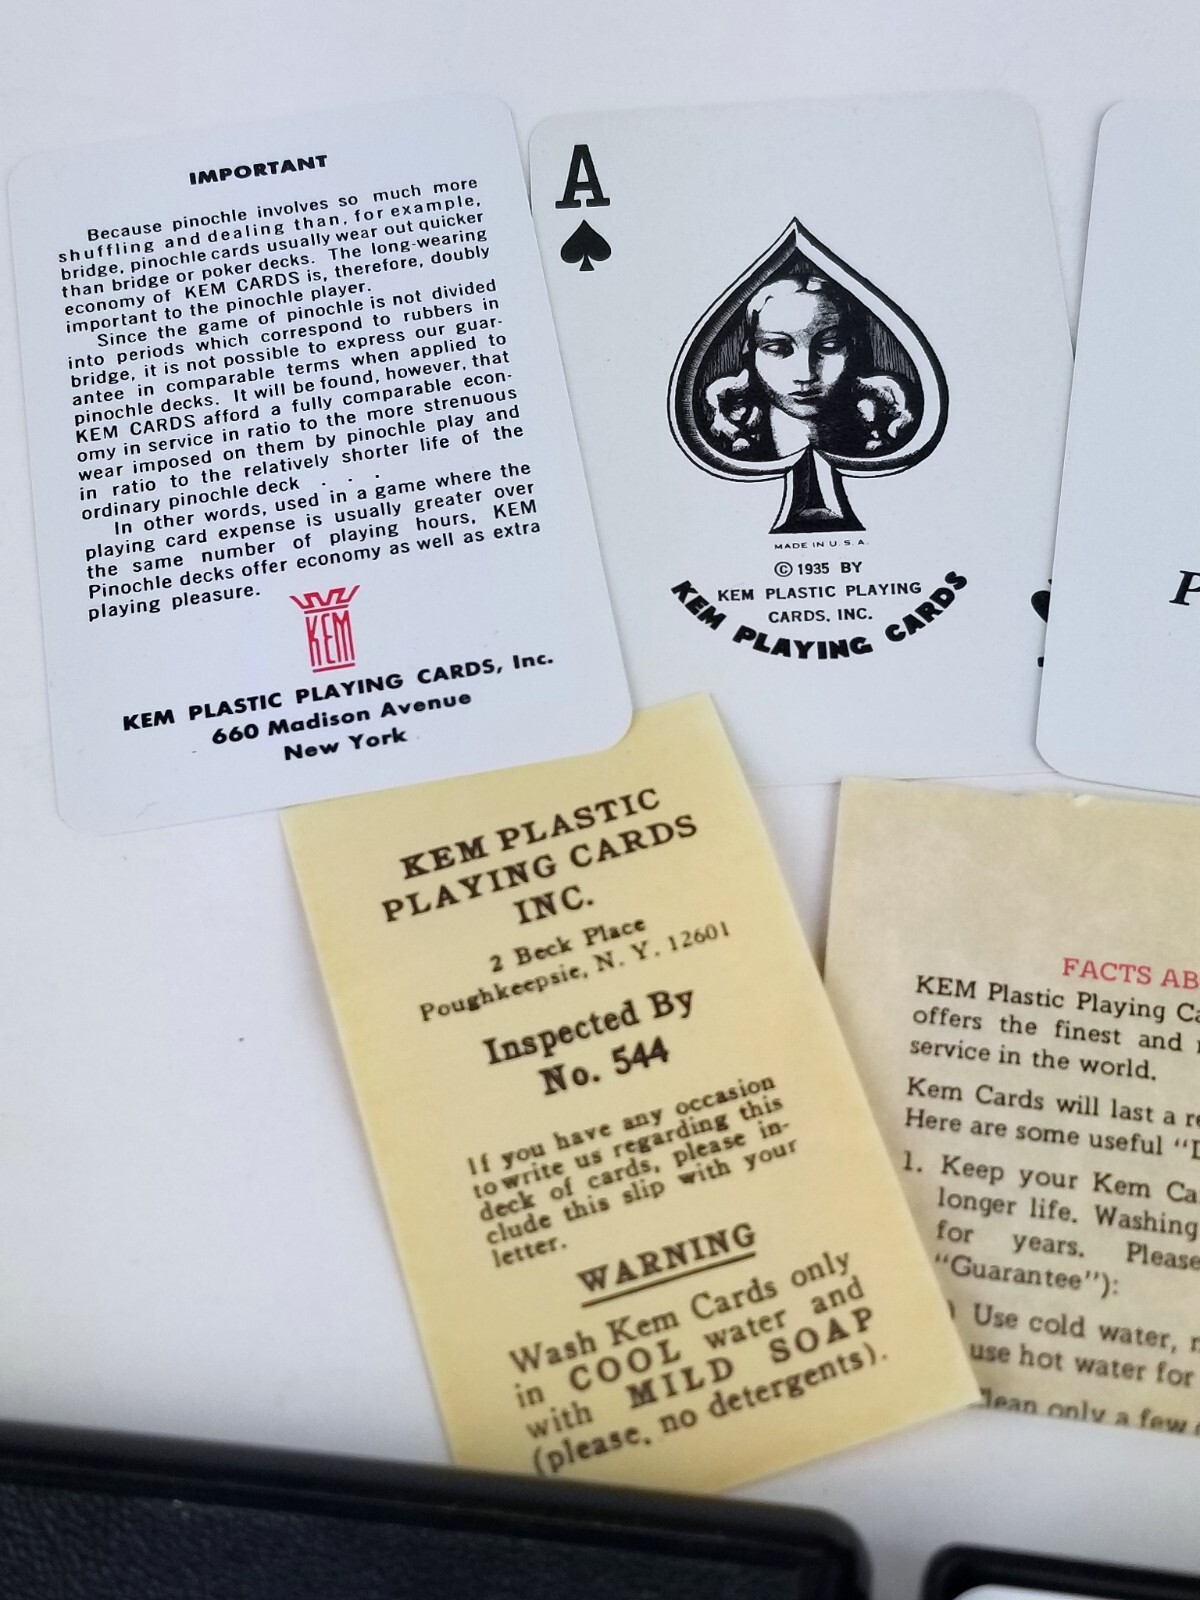 IMPORTANT
Because pinochle involves so much more
shuffling and dealing than, for example,
bridge, pinochle cards usually wear out quicker
than bridge or poker decks. The long-wearing
economy of KEM CARDS is, therefore, doubly
important to the pinochle player.
Since the game of pinochle is not divided
into periods which correspond to rubbers in
bridge, it is not possible to express our guar-
antee in comparable terms when applied to
pinochle decks. It will be found, however, that
KEM CARDS afford a fully comparable econ-
omy in service in ratio to the more strenuous
wear imposed on them by pinochle play and
in ratio to the relatively shorter life of the
ordinary pinochle deck . . .
In other words, used in a game where the
playing card expense is usually greater over
the same number of playing hours, KEM
Pinochle decks offer economy as well as extra
playing pleasure.
KEM
KEM PLASTIC PLAYING CARDS, Inc.
660 Madison Avenue
New York
A
MADE IN U. S. A.
© 1935 BY
KEM PLASTIC PLAYING
CARDS, INC.
KEM PLAYING CARDS
P
KEM PLASTIC
PLAYING CARDS
INC.
2 Beck Place
Poughkeepsie, N. Y. 12601
Inspected By
No. 544
If you have any occasion
to write us regarding this
deck of cards, please in-
clude this slip with your
letter.
WARNING
Wash Kem Cards only
in COOL water and
with MILD SOAP
(please, no detergents).
FACTS AB
KEM Plastic Playing Ca
offers the finest and
service in the world.
Kem Cards will last a re
Here are some useful "D
1. Keep your Kem Ca
longer life. Washing
for years. Please
"Guarantee"):
) Use cold water, n
use hot water for
lean only a few